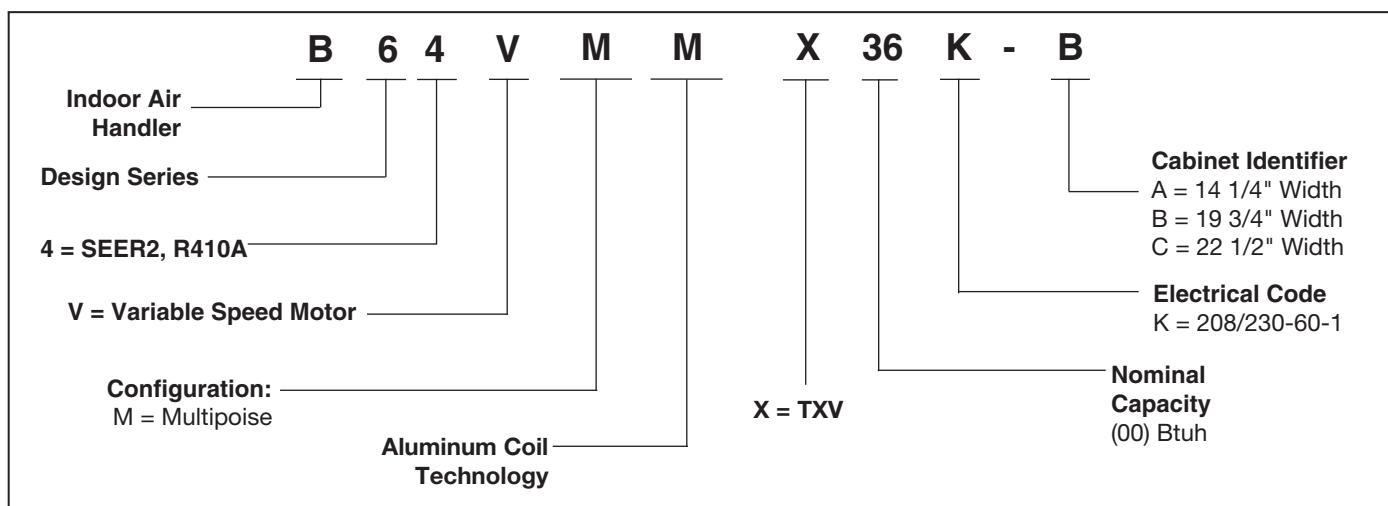 B 6 4 V M M X 36 K - B
Indoor Air
Handler
Design Series
4 = SEER2, R410A
V = Variable Speed Motor
Configuration:
M = Multipoise
Aluminum Coil
Technology
X = TXV
Nominal
Capacity
(00) Btuh
Electrical Code
K = 208/230-60-1
Cabinet Identifier
A = 14 1/4" Width
B = 19 3/4" Width
C = 22 1/2" Width